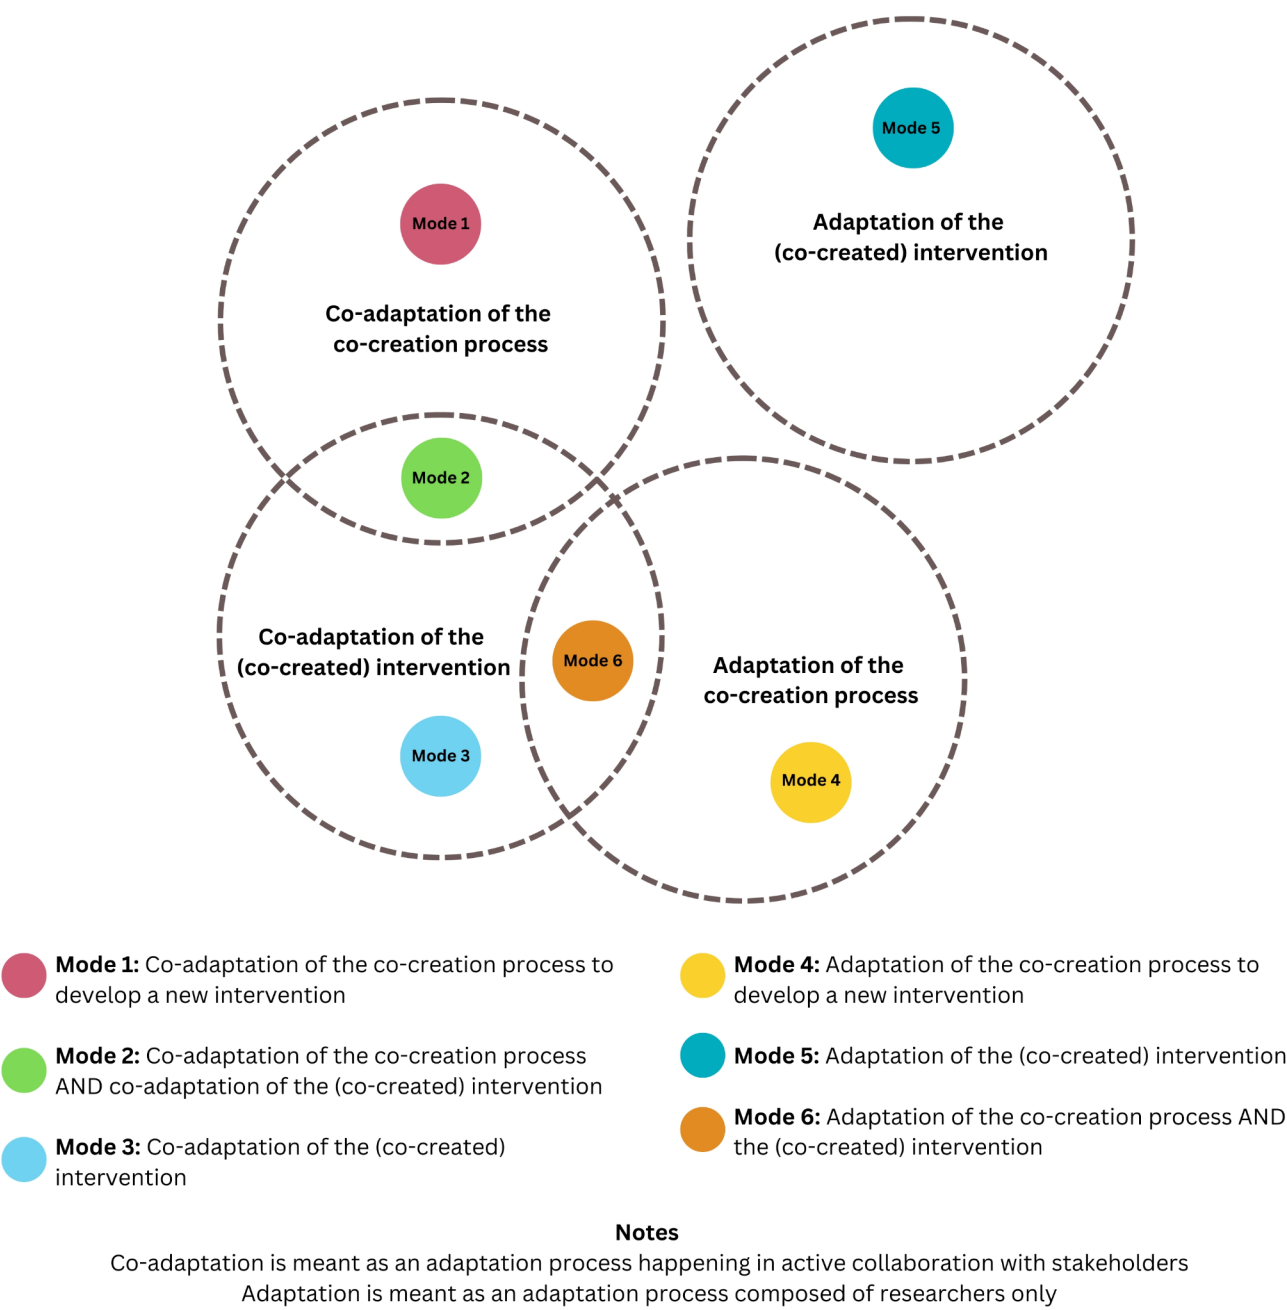 Mode 5
Adaptation of the
(co-created) intervention
Mode 1
Co-adaptation of the
co-creation process
Mode 2
Co-adaptation of the
(co-created) intervention
Mode 3
Mode 6
Adaptation of the
co-creation process
Mode 4
Mode 1: Co-adaptation of the co-creation process to
develop a new intervention
Mode 2: Co-adaptation of the co-creation process
AND co-adaptation of the (co-created) intervention
Mode 3: Co-adaptation of the (co-created)
intervention
Mode 4: Adaptation of the co-creation process to
develop a new intervention
Mode 5: Adaptation of the (co-created) intervention
Mode 6: Adaptation of the co-creation process AND
the (co-created) intervention
Notes
Co-adaptation is meant as an adaptation process happening in active collaboration with stakeholders
Adaptation is meant as an adaptation process composed of researchers only